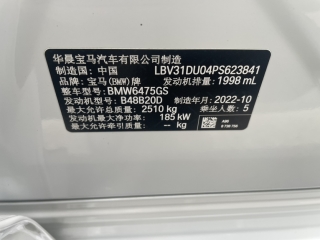 华晨宝马汽车有限公司制造
制造国：中国 LBV31DU04PS623841
品牌：宝马(BMW)牌 发动机排量：1998 mL
整车型号：BMW6475GS
发动机型号：B48B20D 制造年月：2022-10
最大允许总质量：2510 kg 乘坐人数：5
发动机最大净功率：185 kW
最大允许牵引质量：- kg